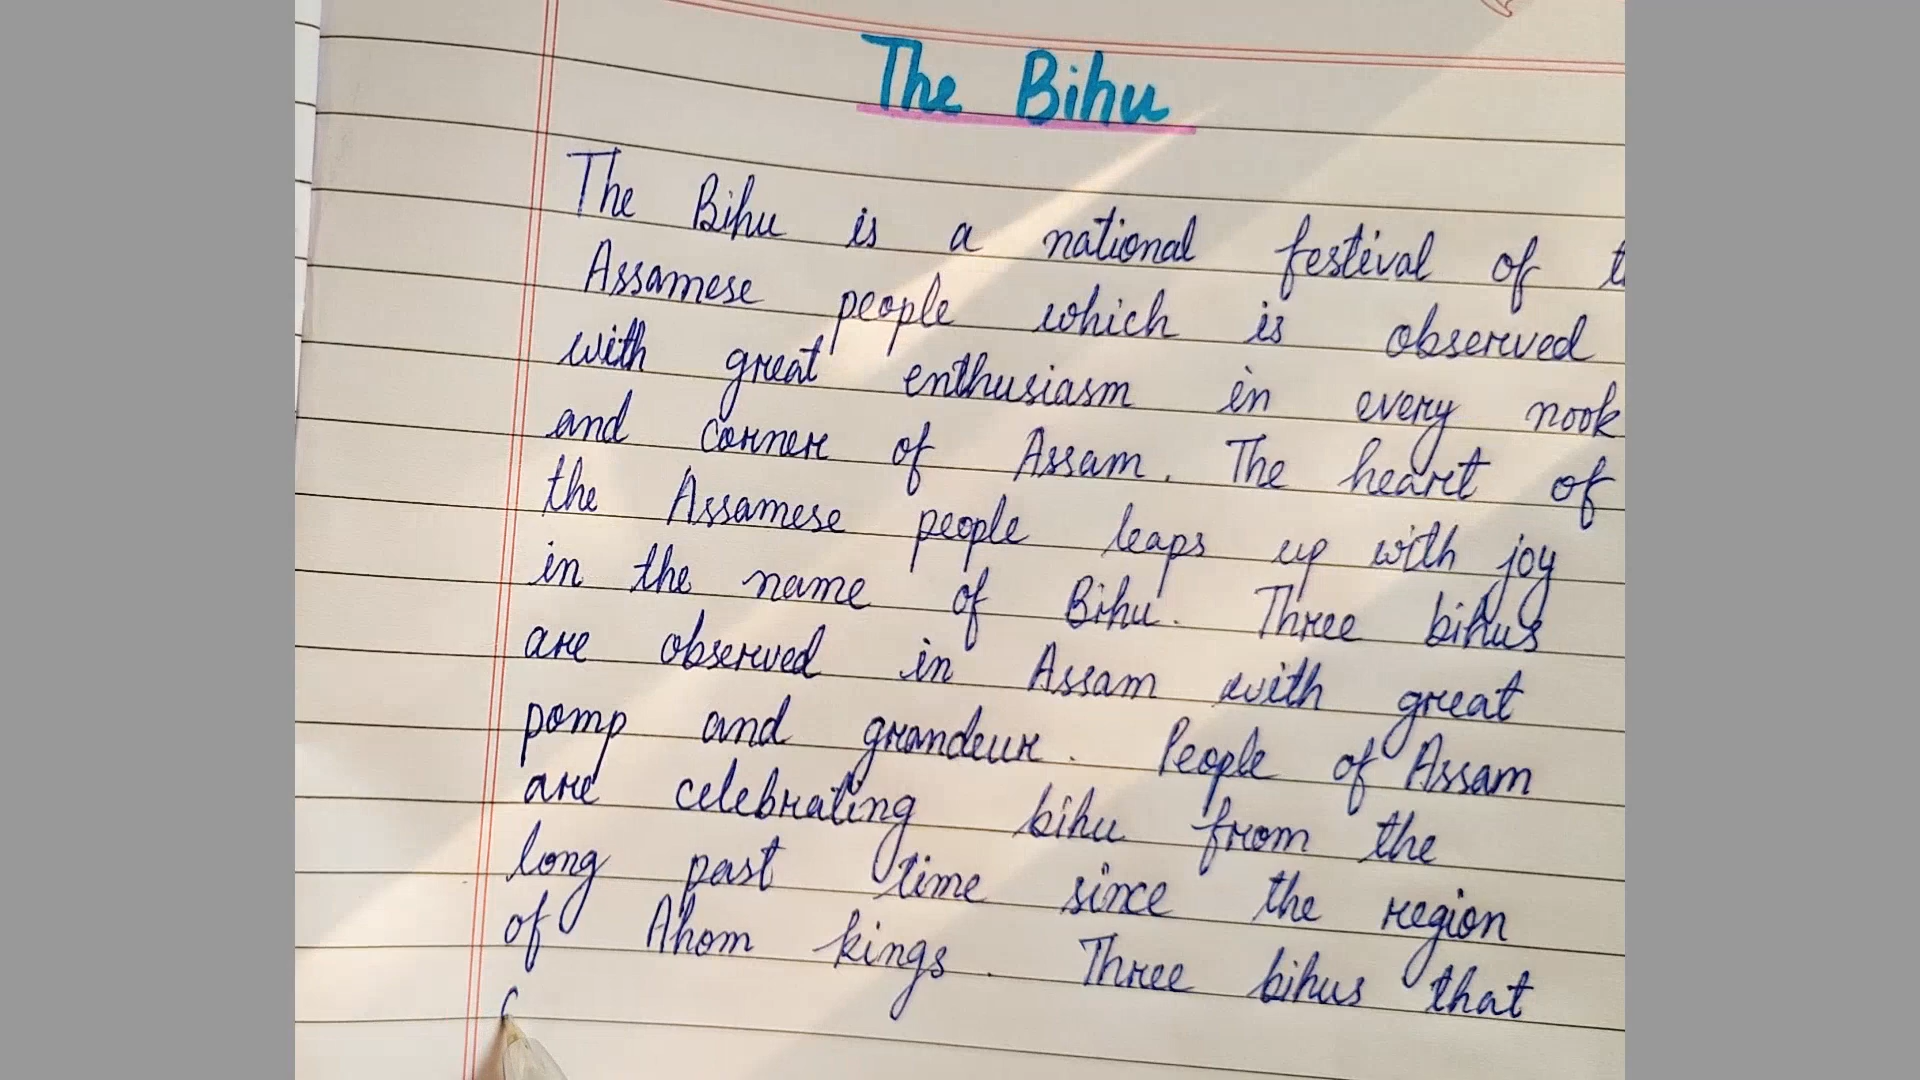 The Bihu
The Bihu is a national festival of
Assamese people which is observed
with great enthusiasm in every nook
and corner of Assam. The heart of
the Assamese people leaps up with joy
in the name of Bihu. Three bihus
are observed in Assam with great
pomp and grandeur. People of Assam
are celebrating bihu from the
long past time since the region
of Ahom kings. Three bihus that